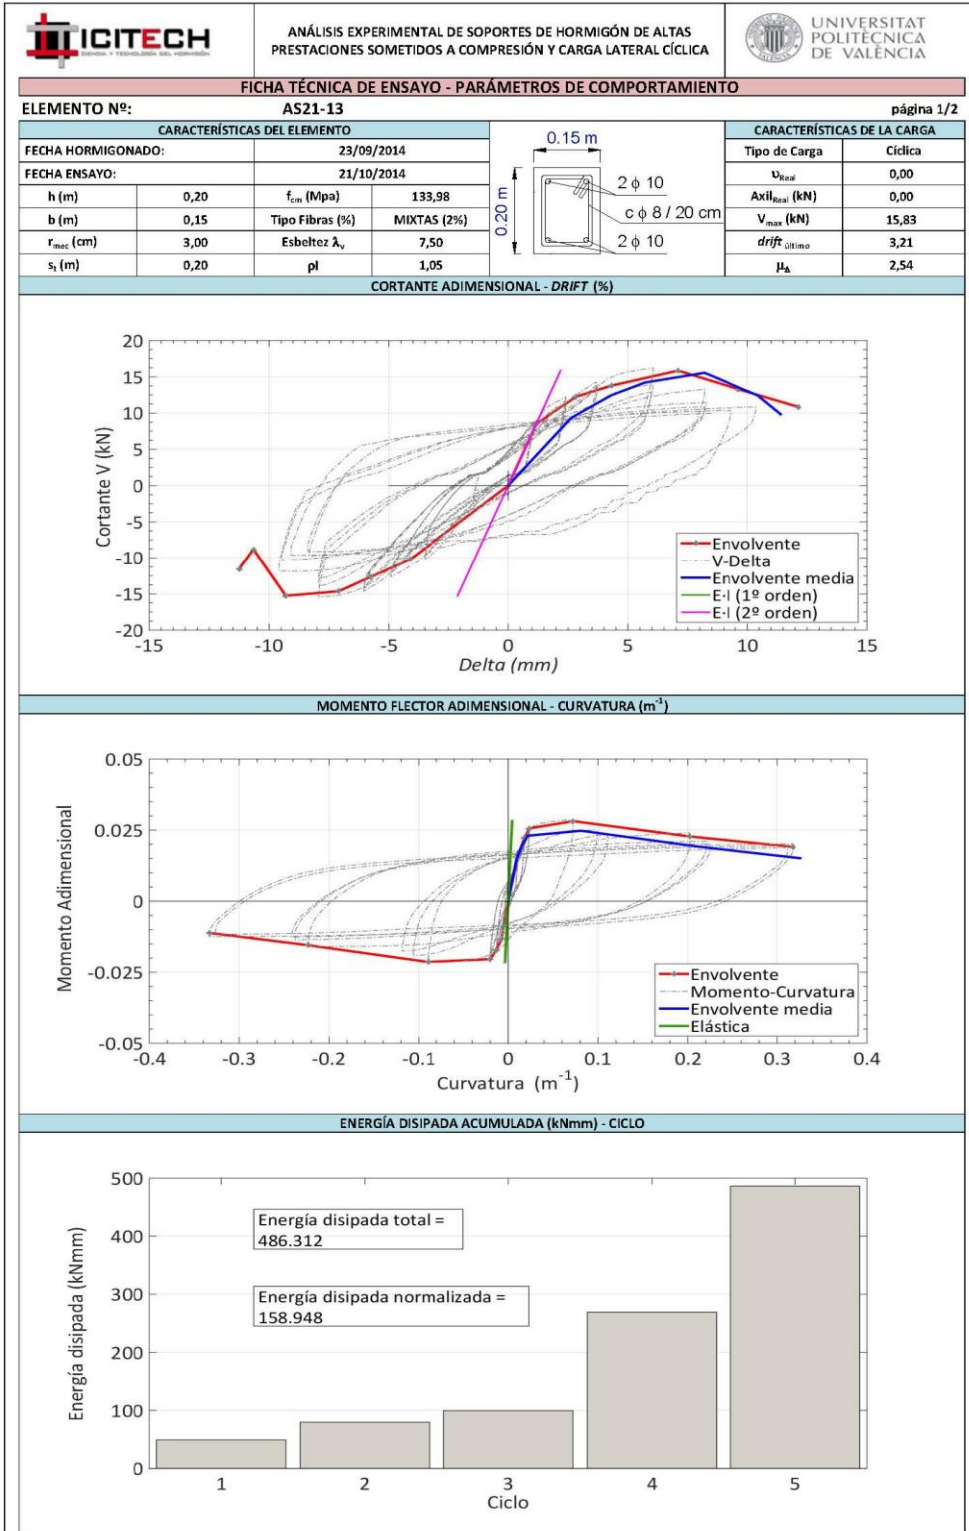 ICITECH
CIENCIA Y TECNOLOGÍA DEL HORMIGÓN
ANÁLISIS EXPERIMENTAL DE SOPORTES DE HORMIGÓN DE ALTAS
PRESTACIONES SOMETIDOS A COMPRESIÓN Y CARGA LATERAL CÍCLICA
UNIVERSITAT
POLITÈCNICA
DE VALÈNCIA
FICHA TÉCNICA DE ENSAYO - PARÁMETROS DE COMPORTAMIENTO
ELEMENTO Nº: AS21-13 página 1/2
CARACTERÍSTICAS DEL ELEMENTO
FECHA HORMIGONADO: 23/09/2014
FECHA ENSAYO: 21/10/2014
h (m) 0,20 fcm (Mpa) 133,98
b (m) 0,15 Tipo Fibras (%) MIXTAS (2%)
rmec (cm) 3,00 Esbeltez λv 7,50
st (m) 0,20 ρl 1,05
0.15 m
0.20 m
2 ϕ 10
c ϕ 8 / 20 cm
2 ϕ 10
CARACTERÍSTICAS DE LA CARGA
Tipo de Carga Cíclica
υReal 0,00
AxilReal (kN) 0,00
Vmax (kN) 15,83
drift último 3,21
μΔ 2,54
CORTANTE ADIMENSIONAL - DRIFT (%)
20
15
10
5
0
-5
-10
-15
-20
Cortante V (kN)
Envolvente
V-Delta
Envolvente media
E·I (1º orden)
E·I (2º orden)
-15 -10 -5 0 5 10 15
Delta (mm)
MOMENTO FLECTOR ADIMENSIONAL - CURVATURA (m-1)
0.05
0.025
0
-0.025
-0.05
Momento Adimensional
Envolvente
Momento-Curvatura
Envolvente media
Elástica
-0.4 -0.3 -0.2 -0.1 0 0.1 0.2 0.3 0.4
Curvatura (m-1)
ENERGÍA DISIPADA ACUMULADA (kNmm) - CICLO
500
400
300
200
100
0
Energía disipada (kNmm)
Energía disipada total =
486.312
Energía disipada normalizada =
158.948
1 2 3 4 5
Ciclo